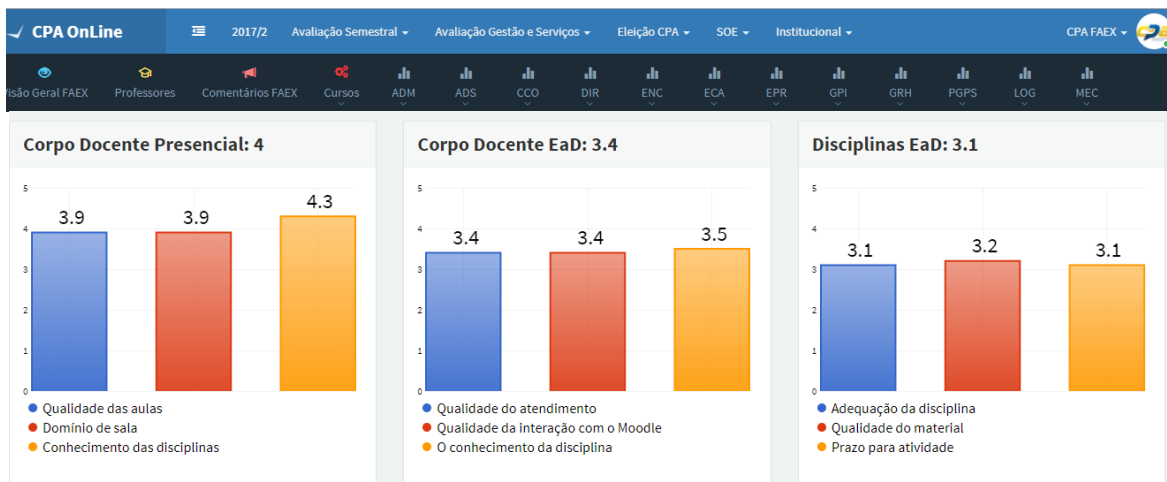 CPA OnLine 2017/2 Avaliação Semestral Avaliação Gestão e Serviços Eleição CPA SOE Institucional CPA FAEX
Visão Geral FAEX Professores Comentários FAEX Cursos ADM ADS CCO DIR ENC ECA EPR GPI GRH PGPS LOG MEC
Corpo Docente Presencial: 4
5
4
3
2
1
0
3.9 3.9 4.3
Qualidade das aulas
Domínio de sala
Conhecimento das disciplinas
Corpo Docente EaD: 3.4
5
4
3
2
1
0
3.4 3.4 3.5
Qualidade do atendimento
Qualidade da interação com o Moodle
O conhecimento da disciplina
Disciplinas EaD: 3.1
5
4
3
2
1
0
3.1 3.2 3.1
Adequação da disciplina
Qualidade do material
Prazo para atividade